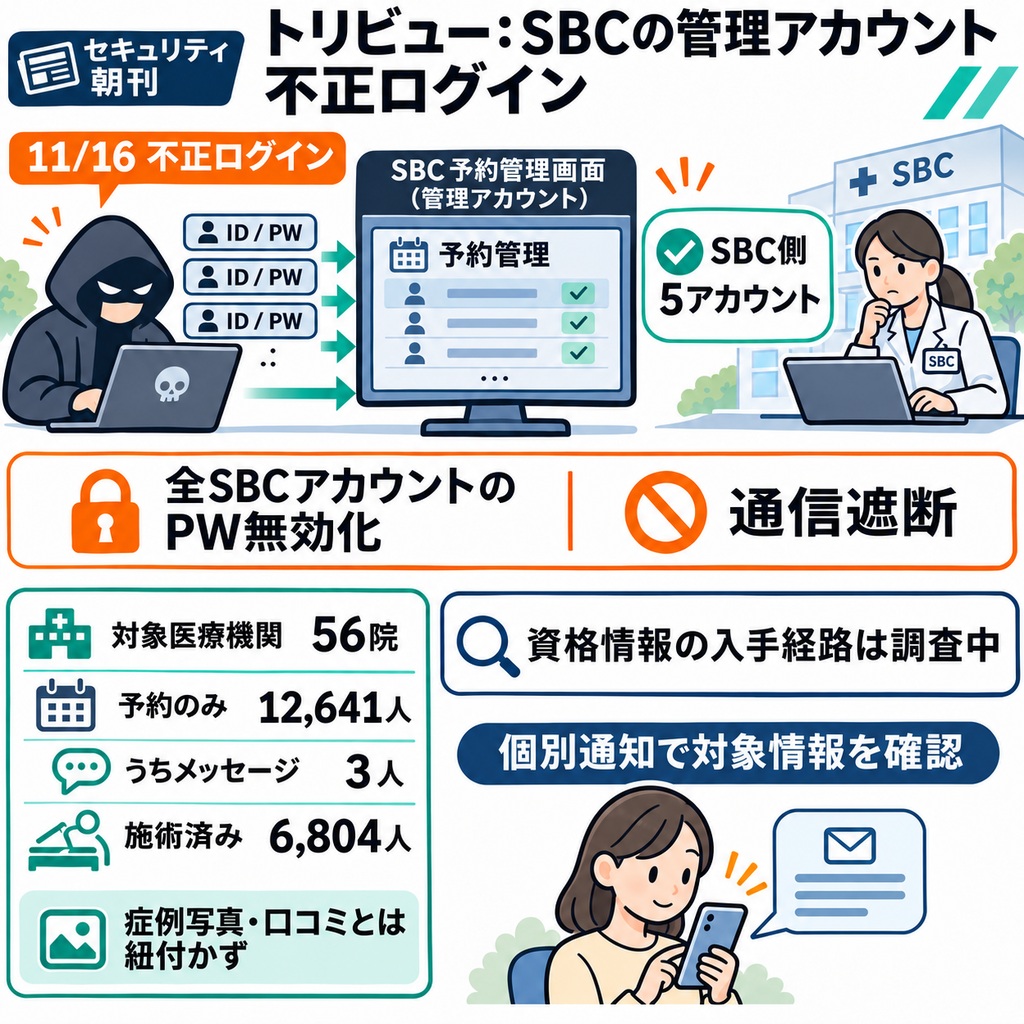 セキュリティ
朝刊
トリビュー：SBCの管理アカウント
不正ログイン
11/16 不正ログイン
ID / PW
ID / PW
ID / PW
SBC 予約管理画面
（管理アカウント）
予約管理
SBC側
5アカウント
SBC
SBC
全SBCアカウントの
PW無効化
通信遮断
対象医療機関 56院
予約のみ 12,641人
うちメッセージ 3人
施術済み 6,804人
症例写真・口コミとは
紐付かず
資格情報の入手経路は調査中
個別通知で対象情報を確認